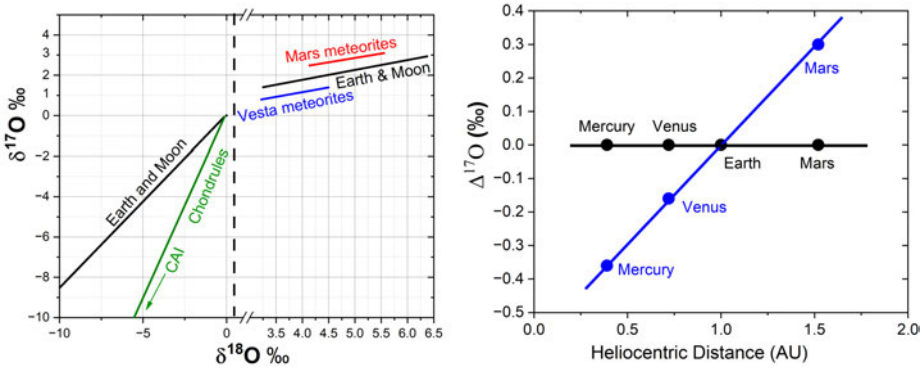 4
3
2
1
0
−2
−4
−6
−8
−10
δ¹⁷O ‰
Mars meteorites
Earth & Moon
Vesta meteorites
Earth and Moon
Chondrules
CAI
−10
−5
0
3.5
4.0
4.5
5.0
5.5
6.0
6.5
δ¹⁸O ‰
0.4
0.3
0.2
0.1
0.0
−0.1
−0.2
−0.3
−0.4
−0.5
Δ¹⁷O (‰)
Mars
Mercury Venus
Earth Mars
Venus
Mercury
0.0 0.5 1.0 1.5 2.0
Heliocentric Distance (AU)